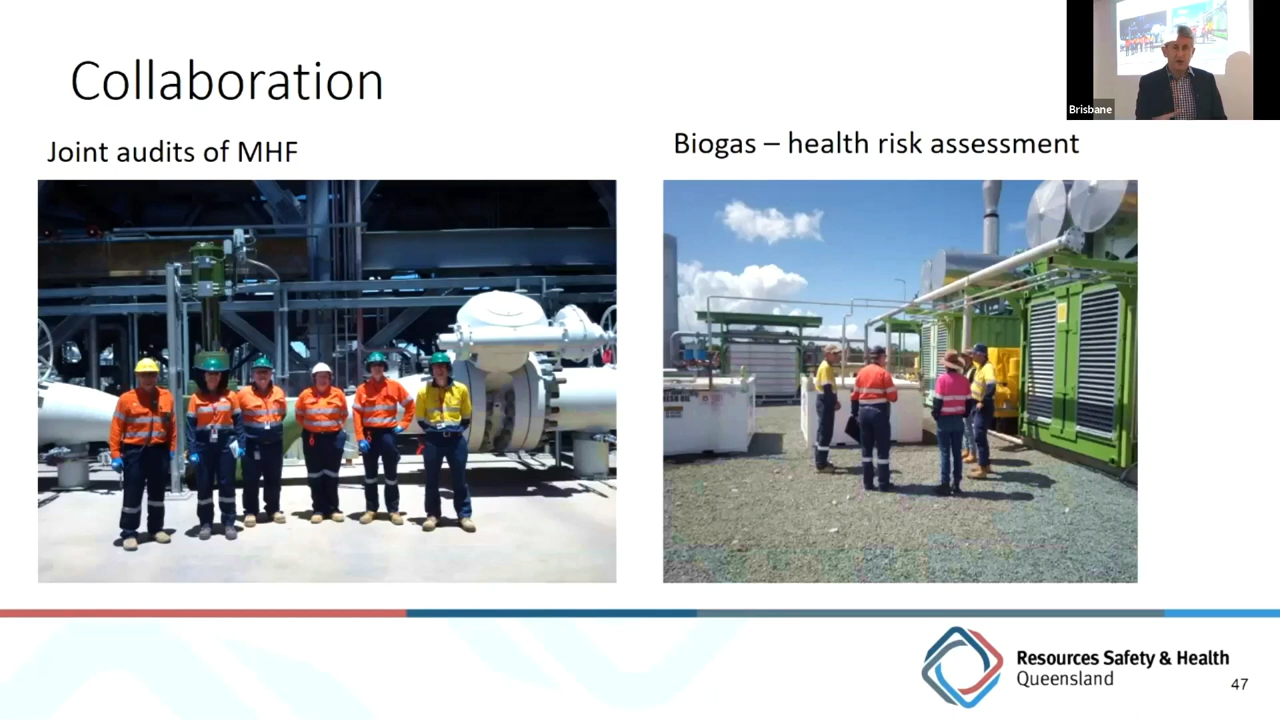 Collaboration
Brisbane
Joint audits of MHF
Biogas – health risk assessment
Resources Safety & Health
Queensland
47